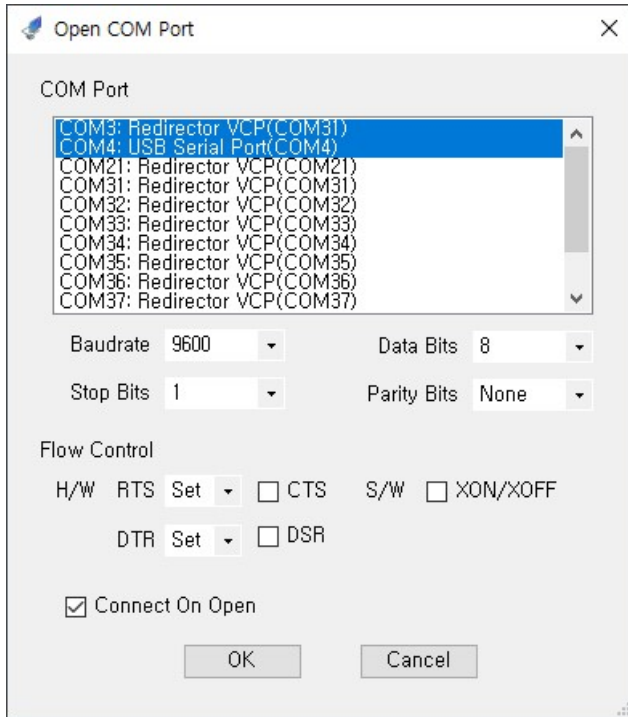 Open COM Port
COM Port
COM3: Redirector VCP(COM31)
COM4: USB Serial Port(COM4)
COM21: Redirector VCP(COM21)
COM31: Redirector VCP(COM31)
COM32: Redirector VCP(COM32)
COM33: Redirector VCP(COM33)
COM34: Redirector VCP(COM34)
COM35: Redirector VCP(COM35)
COM36: Redirector VCP(COM36)
COM37: Redirector VCP(COM37)
Baudrate 9600 Data Bits 8
Stop Bits 1 Parity Bits None
Flow Control
H/W RTS Set CTS S/W XON/XOFF
DTR Set DSR
Connect On Open
OK Cancel